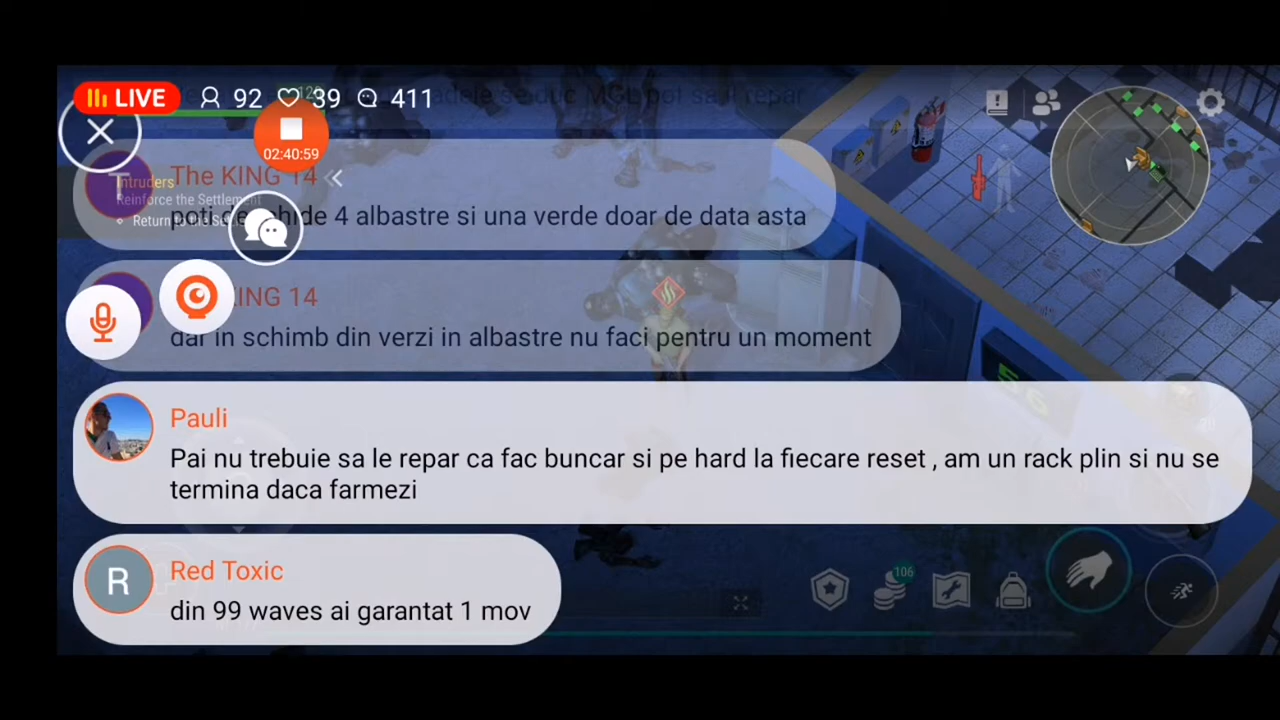 LIVE 92 39 411
02:40:59
The KING 14
4 albastre si una verde doar de data asta
Intruders
Reinforce the Settlement
KING 14
dar in schimb din verzi in albastre nu faci pentru un moment
Pauli
Pai nu trebuie sa le repar ca fac buncar si pe hard la fiecare reset , am un rack plin si nu se
termina daca farmezi
R
Red Toxic
din 99 waves ai garantat 1 mov
106